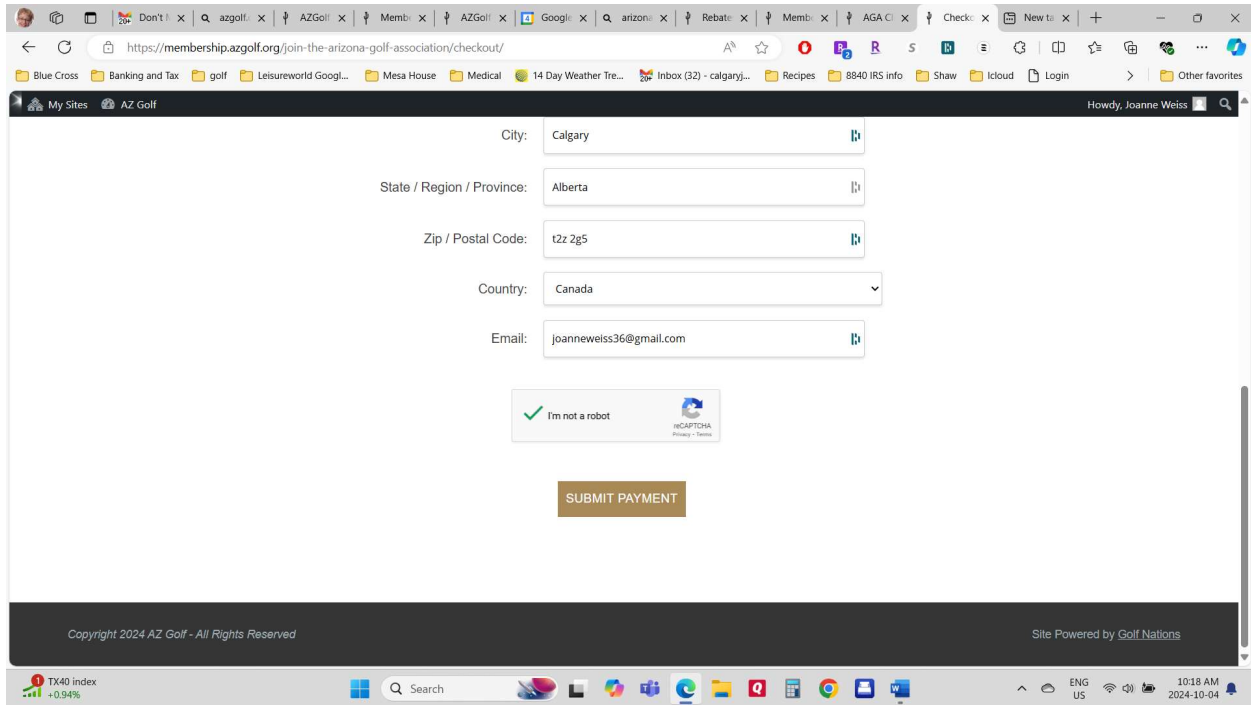 Don't M
azgolf.
AZGolf
Membe
AZGolf
Google
arizona
Rebate
Membe
AGA Cl
Checko
New ta
https://membership.azgolf.org/join-the-arizona-golf-association/checkout/
Blue Cross
Banking and Tax
golf
Leisureworld Googl...
Mesa House
Medical
14 Day Weather Tre...
Inbox (32) - calgaryj...
Recipes
8840 IRS info
Shaw
Icloud
Login
Other favorites
My Sites
AZ Golf
Howdy, Joanne Weiss
City: Calgary
State / Region / Province: Alberta
Zip / Postal Code: t2z 2g5
Country: Canada
Email: joanneweiss36@gmail.com
I'm not a robot
reCAPTCHA
Privacy - Terms
SUBMIT PAYMENT
Copyright 2024 AZ Golf - All Rights Reserved
Site Powered by Golf Nations
1
TX40 index
+0.94%
Search
ENG
US
10:18 AM
2024-10-04